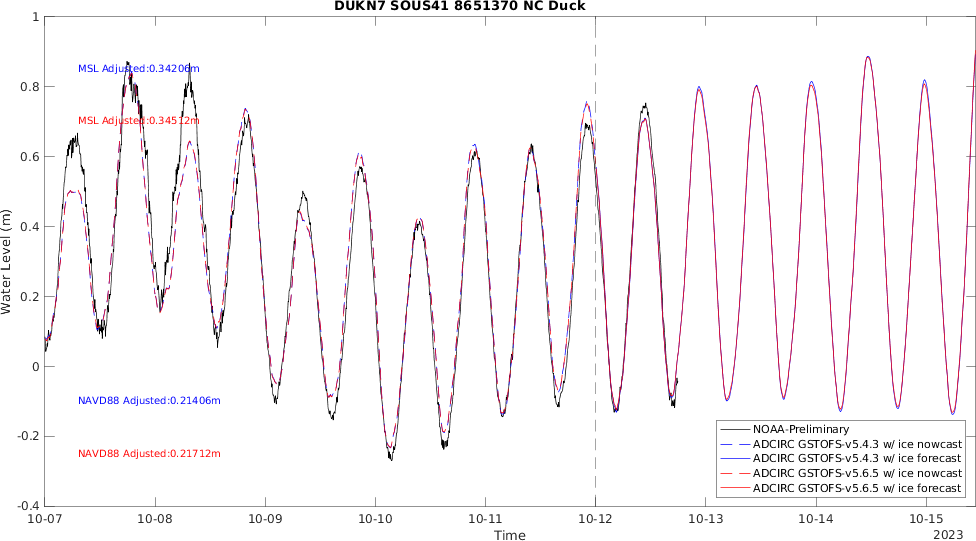 DUKN7 SOUS41 8651370 NC Duck
1
0.8
0.6
0.4
0.2
0
-0.2
-0.4
Water Level (m)
MSL Adjusted:0.34206m
MSL Adjusted:0.34512m
NAVD88 Adjusted:0.21406m
NAVD88 Adjusted:0.21712m
NOAA-Preliminary
ADCIRC GSTOFS-v5.4.3 w/ ice nowcast
ADCIRC GSTOFS-v5.4.3 w/ ice forecast
ADCIRC GSTOFS-v5.6.5 w/ ice nowcast
ADCIRC GSTOFS-v5.6.5 w/ ice forecast
10-07 10-08 10-09 10-10 10-11 10-12 10-13 10-14 10-15
Time
2023